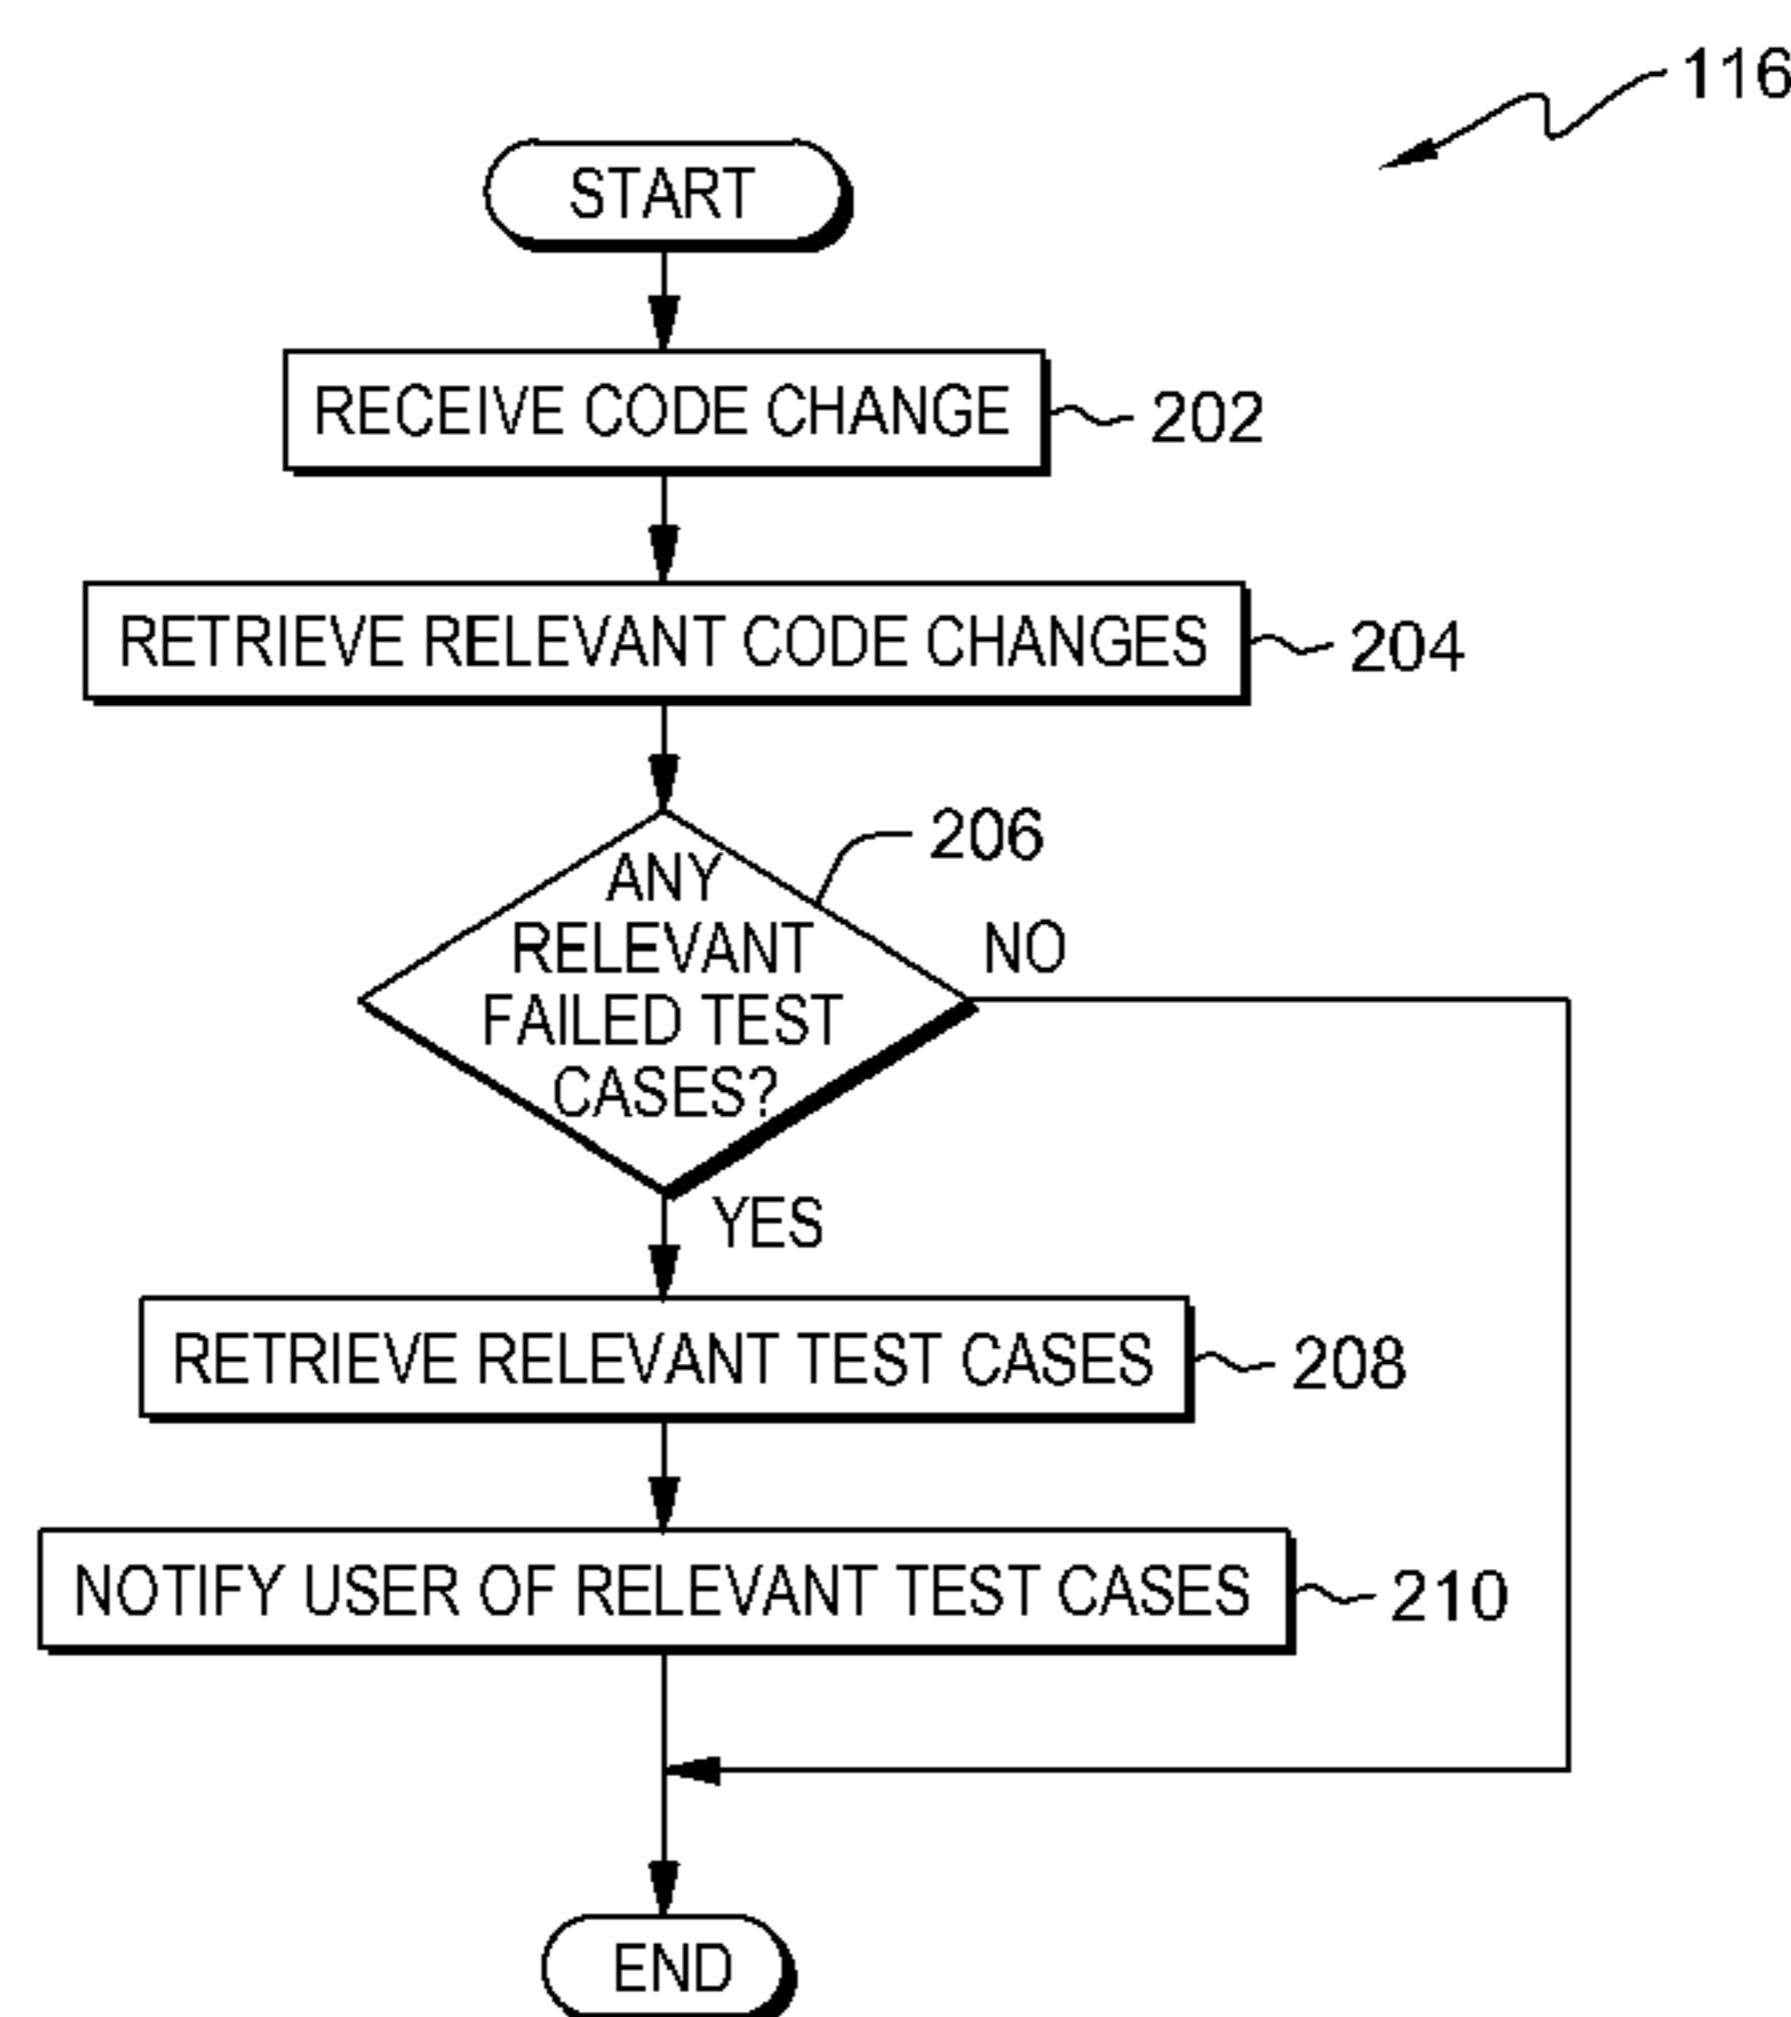 116
START
RECEIVE CODE CHANGE
202
RETRIEVE RELEVANT CODE CHANGES
204
206
ANY
RELEVANT
FAILED TEST
CASES?
NO
YES
RETRIEVE RELEVANT TEST CASES
208
NOTIFY USER OF RELEVANT TEST CASES
210
END